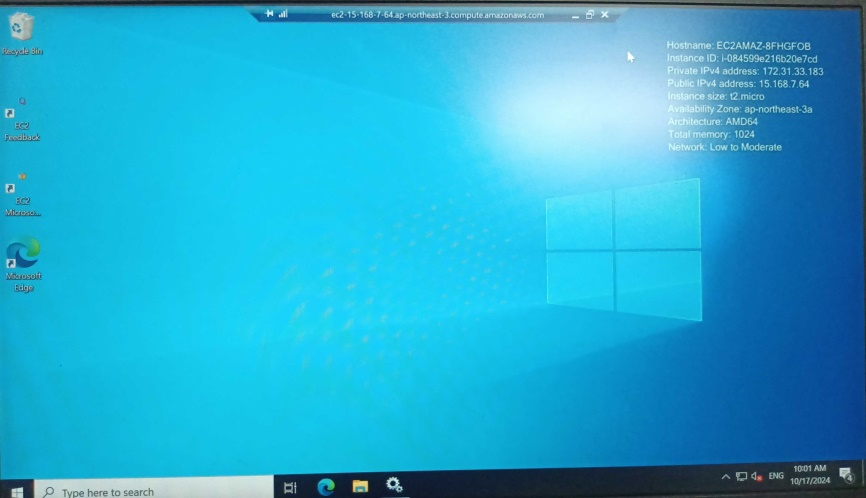 ec2-15-168-7-64.ap-northeast-3.compute.amazonaws.com
Hostname: EC2AMAZ-8FHGFOB
Instance ID: i-084599e216b20e7cd
Private IPv4 address: 172.31.33.183
Public IPv4 address: 15.168.7.64
Instance size: t2.micro
Availability Zone: ap-northeast-3a
Architecture: AMD64
Total memory: 1024
Network: Low to Moderate
Recycle Bin
EC2
Feedback
EC2
Microso...
Microsoft
Edge
Type here to search
ENG
10:01 AM
10/17/2024
4